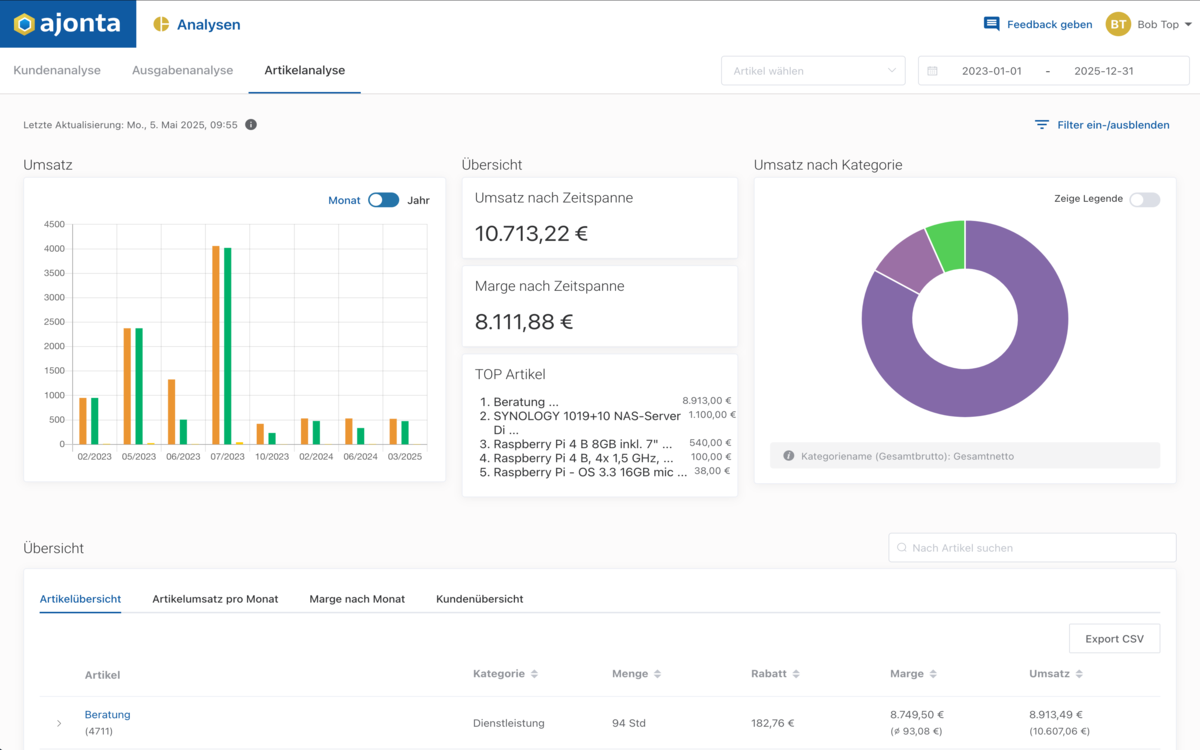 ajonta
Analysen
Feedback geben
BT
Bob Top
Kundenanalyse
Ausgabenanalyse
Artikelanalyse
Artikel wählen
2023-01-01 - 2025-12-31
Letzte Aktualisierung: Mo., 5. Mai 2025, 09:55
Filter ein-/ausblenden
Umsatz
Monat
Jahr
4500
4000
3500
3000
2500
2000
1500
1000
500
0
02/2023 05/2023 06/2023 07/2023 10/2023 02/2024 06/2024 03/2025
Übersicht
Umsatz nach Zeitspanne
10.713,22 €
Marge nach Zeitspanne
8.111,88 €
TOP Artikel
1. Beratung ... 8.913,00 €
2. SYNOLOGY 1019+10 NAS-Server 1.100,00 €
Di ...
3. Raspberry Pi 4 B 8GB inkl. 7" ... 540,00 €
4. Raspberry Pi 4 B, 4x 1,5 GHz, ... 100,00 €
5. Raspberry Pi - OS 3.3 16GB mic ... 38,00 €
Umsatz nach Kategorie
Zeige Legende
Kategoriename (Gesamtbrutto): Gesamtnetto
Übersicht
Nach Artikel suchen
Artikelübersicht
Artikelumsatz pro Monat
Marge nach Monat
Kundenübersicht
Export CSV
Artikel Kategorie Menge Rabatt Marge Umsatz
Beratung
(4711)
Dienstleistung
94 Std
182,76 €
8.749,50 €
(≠ 93,08 €)
8.913,49 €
(10.607,06 €)